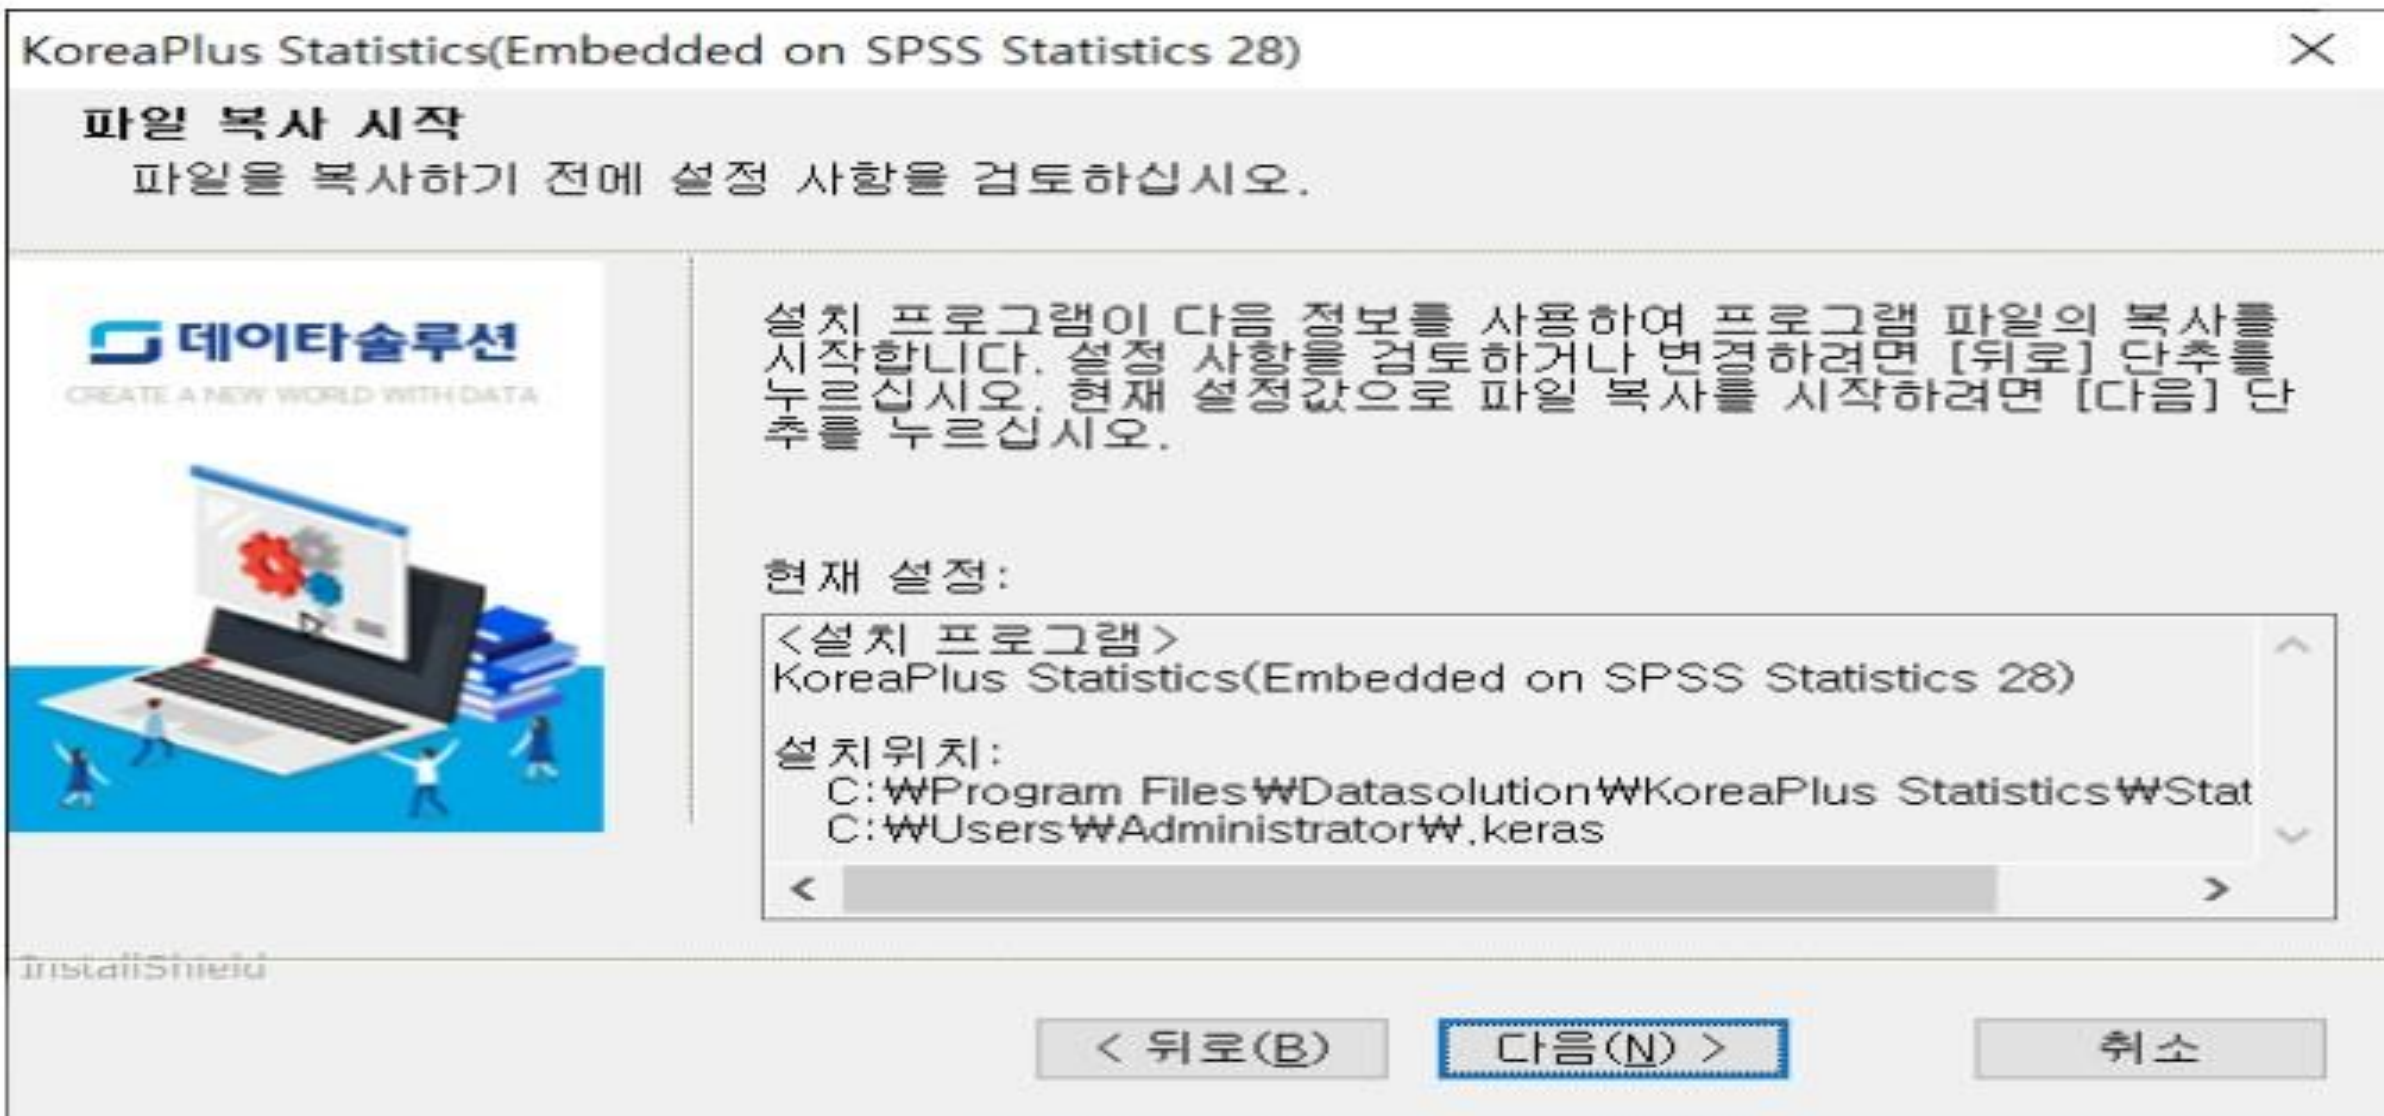 KoreaPlus Statistics(Embedded on SPSS Statistics 28)
파일 복사 시작
파일을 복사하기 전에 설정 사항을 검토하십시오.
데이타솔루션
CREATE A NEW WORLD WITH DATA
설치 프로그램이 다음 정보를 사용하여 프로그램 파일의 복사를
시작합니다. 설정 사항을 검토하거나 변경하려면 [뒤로] 단추를
누르십시오. 현재 설정값으로 파일 복사를 시작하려면 [다음] 단
추를 누르십시오.
현재 설정:
<설치 프로그램>
KoreaPlus Statistics(Embedded on SPSS Statistics 28)
설치위치:
C:₩Program Files₩Datasolution₩KoreaPlus Statistics₩Stat
C:₩Users₩Administrator₩.keras
InstallShield
< 뒤로(B)
다음(N) >
취소